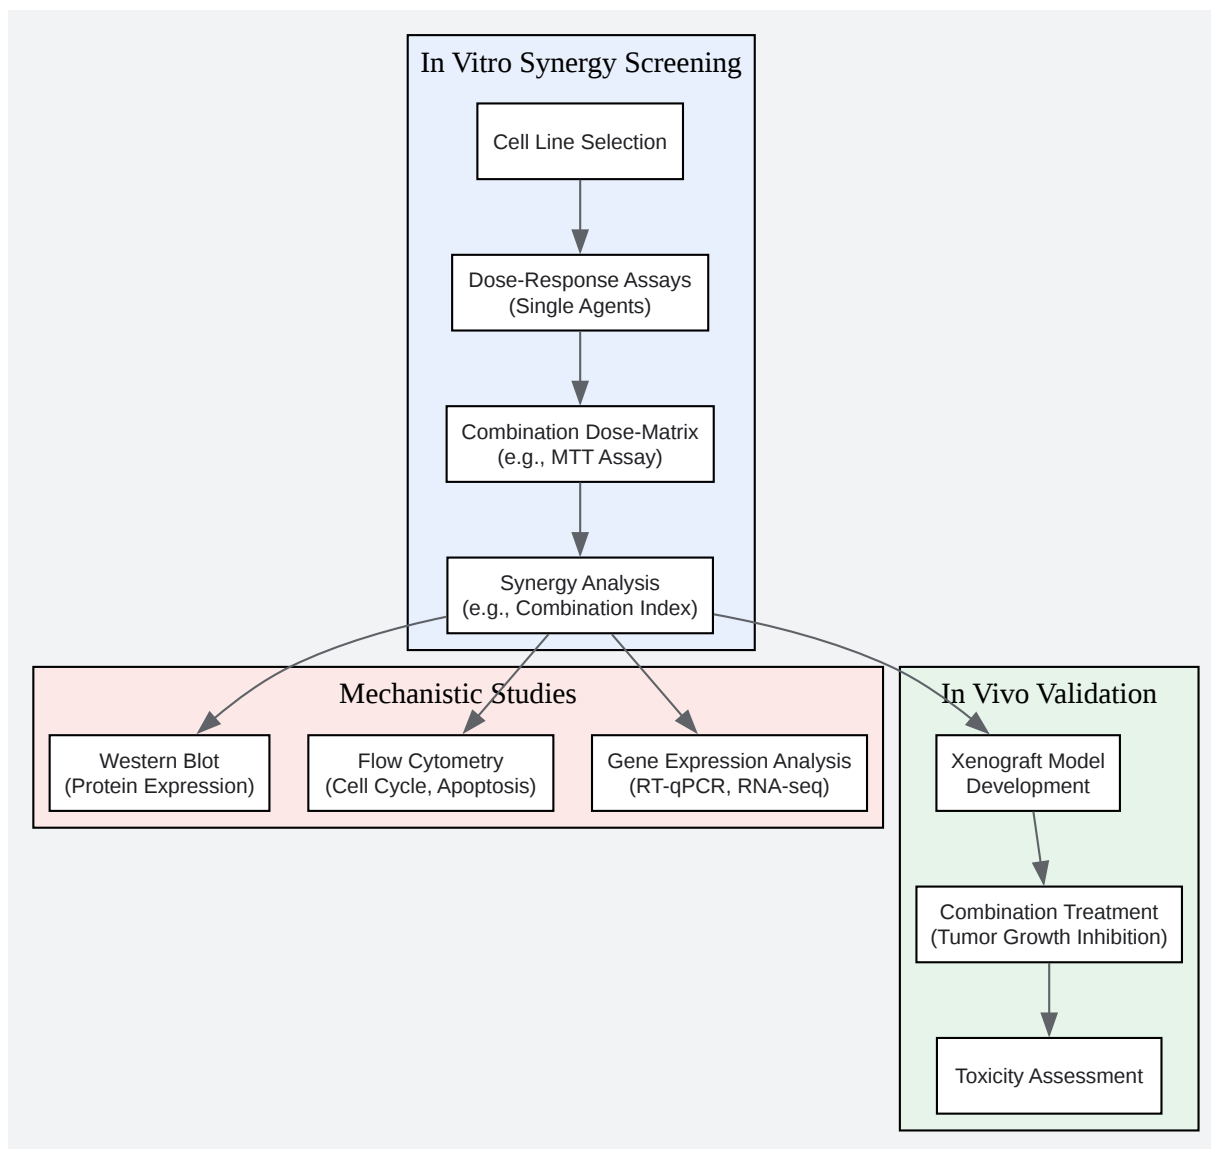 In Vitro Synergy Screening
Cell Line Selection
Dose-Response Assays
(Single Agents)
Combination Dose-Matrix
(e.g., MTT Assay)
Synergy Analysis
(e.g., Combination Index)
Mechanistic Studies
Western Blot
(Protein Expression)
Flow Cytometry
(Cell Cycle, Apoptosis)
Gene Expression Analysis
(RT-qPCR, RNA-seq)
In Vivo Validation
Xenograft Model
Development
Combination Treatment
(Tumor Growth Inhibition)
Toxicity Assessment